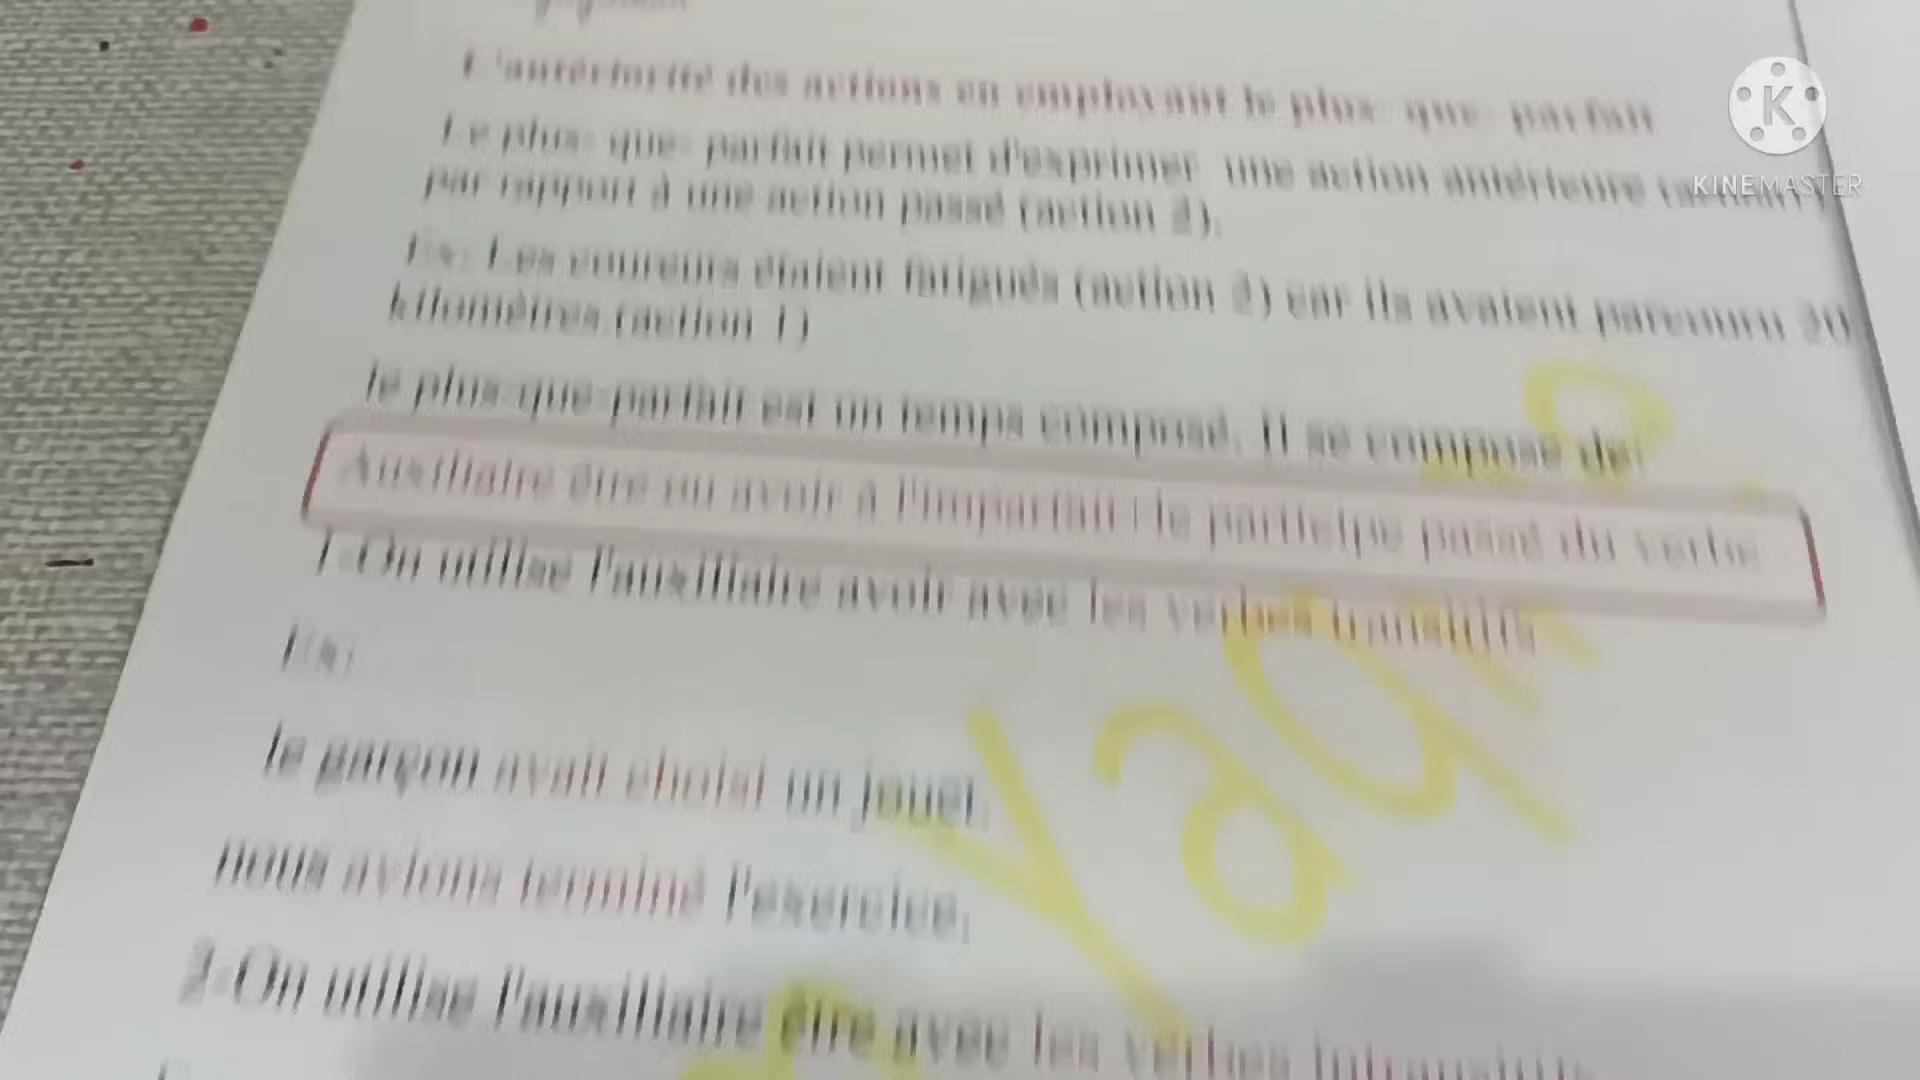 L'antériorité des actions en employant le plus- que- parfait
Le plus- que- parfait permet d'exprimer une action antérieure
par rapport à une action passé (action 2).
Ex: Les coureurs étaient fatigués (action 2) car ils avaient parcouru 20
kilomètres (action 1)
le plus-que-parfait est un temps composé. Il se compose de:
Auxiliaire être ou avoir à l'imparfait+le participe passé du verbe
1-On utilise l'auxiliaire avoir avec les verbes transitifs
Ex:
le garçon avait choisi un jouet.
nous avions terminé l'exercice.
2-On utilise l'auxiliaire être avec les verbes intransitifs
KINEMASTER